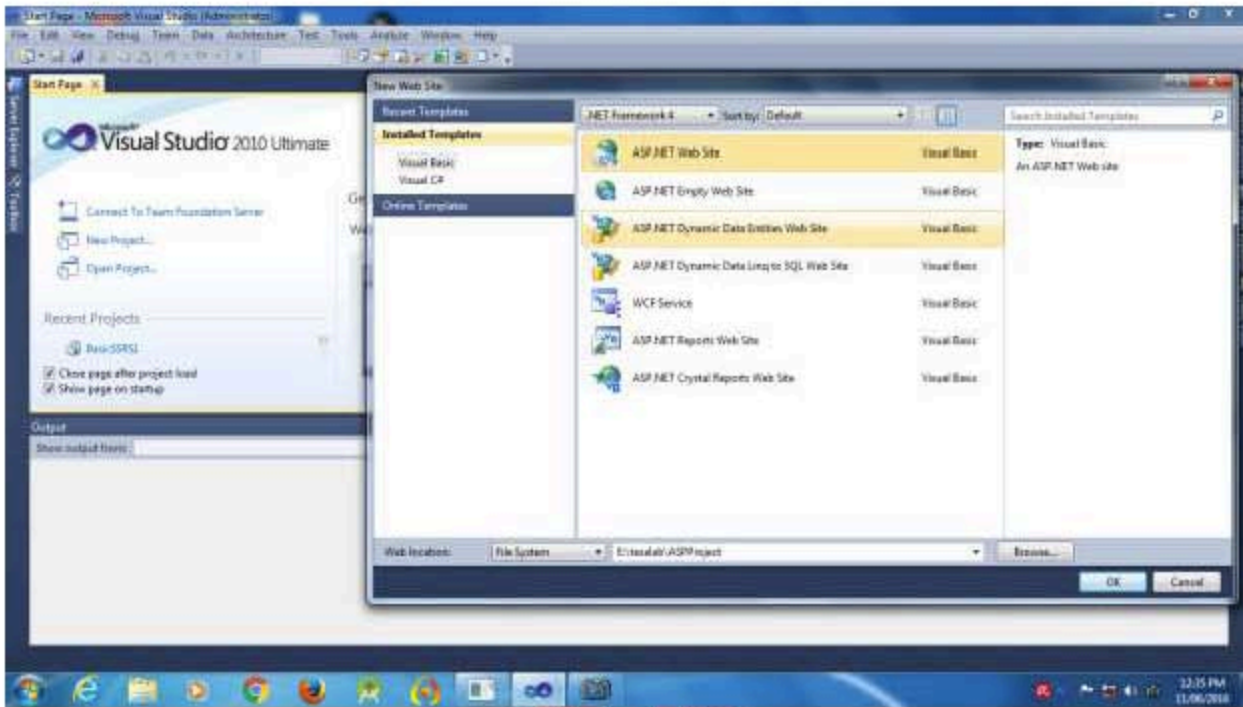 Start Page - Microsoft Visual Studio (Administrator)
File Edit View Debug Team Data Architecture Test Tools Analyze Window Help
Server Explorer
Toolbox
Start Page
Microsoft
Visual Studio 2010 Ultimate
Connect To Team Foundation Server
New Project...
Open Project...
Recent Projects
Close page after project load
Show page on startup
Output
Show output from:
New Web Site
Recent Templates
Installed Templates
Visual Basic
Visual C#
Online Templates
.NET Framework 4
Sort by: Default
Search Installed Templates
ASP.NET Web Site Visual Basic
ASP.NET Empty Web Site Visual Basic
ASP.NET Dynamic Data Entities Web Site Visual Basic
ASP.NET Dynamic Data Linq to SQL Web Site Visual Basic
WCF Service Visual Basic
ASP.NET Reports Web Site Visual Basic
ASP.NET Crystal Reports Web Site Visual Basic
Type: Visual Basic
An ASP.NET Web site
Web location: File System
Browse...
OK Cancel
12:35 PM